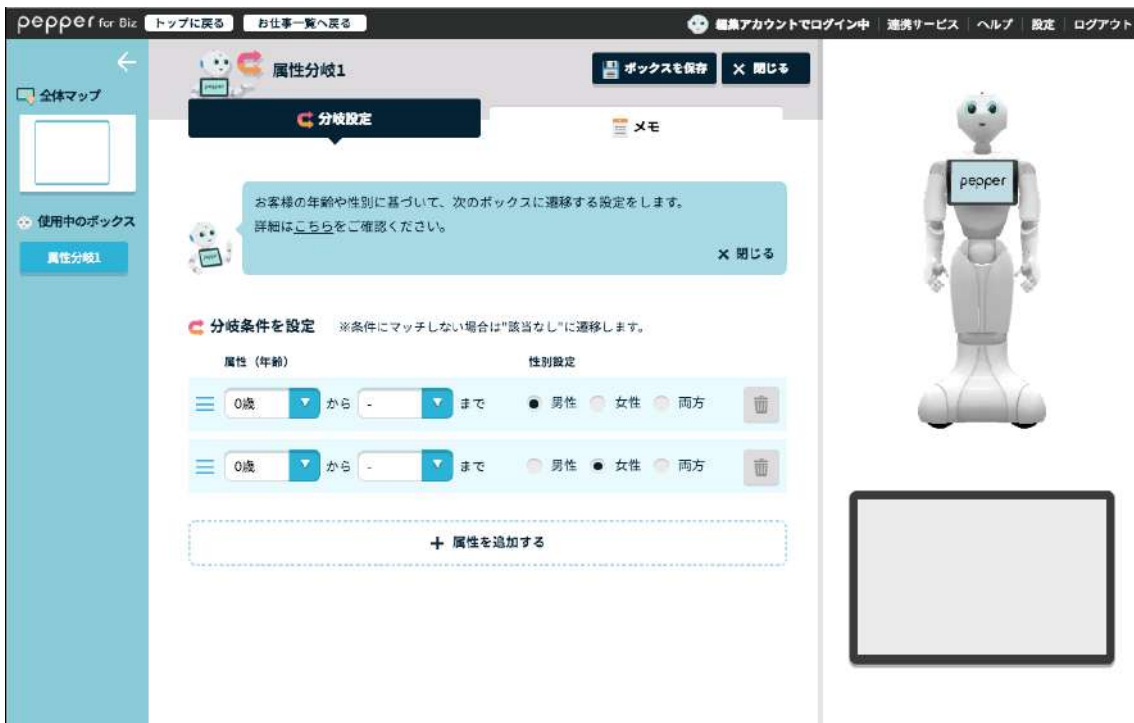 pepper for Biz トップに戻る お仕事一覧へ戻る 編集アカウントでログイン中 連携サービス ヘルプ 設定 ログアウト
全体マップ
使用中のボックス
属性分岐1
属性分岐1
ボックスを保存 × 閉じる
分岐設定
メモ
お客様の年齢や性別に基づいて、次のボックスに遷移する設定をします。
詳細はこちらをご確認ください。
× 閉じる
分岐条件を設定 ※条件にマッチしない場合は"該当なし"に遷移します。
属性（年齢） 性別設定
0歳 から - まで 男性 女性 両方
0歳 から - まで 男性 女性 両方
+ 属性を追加する
pepper